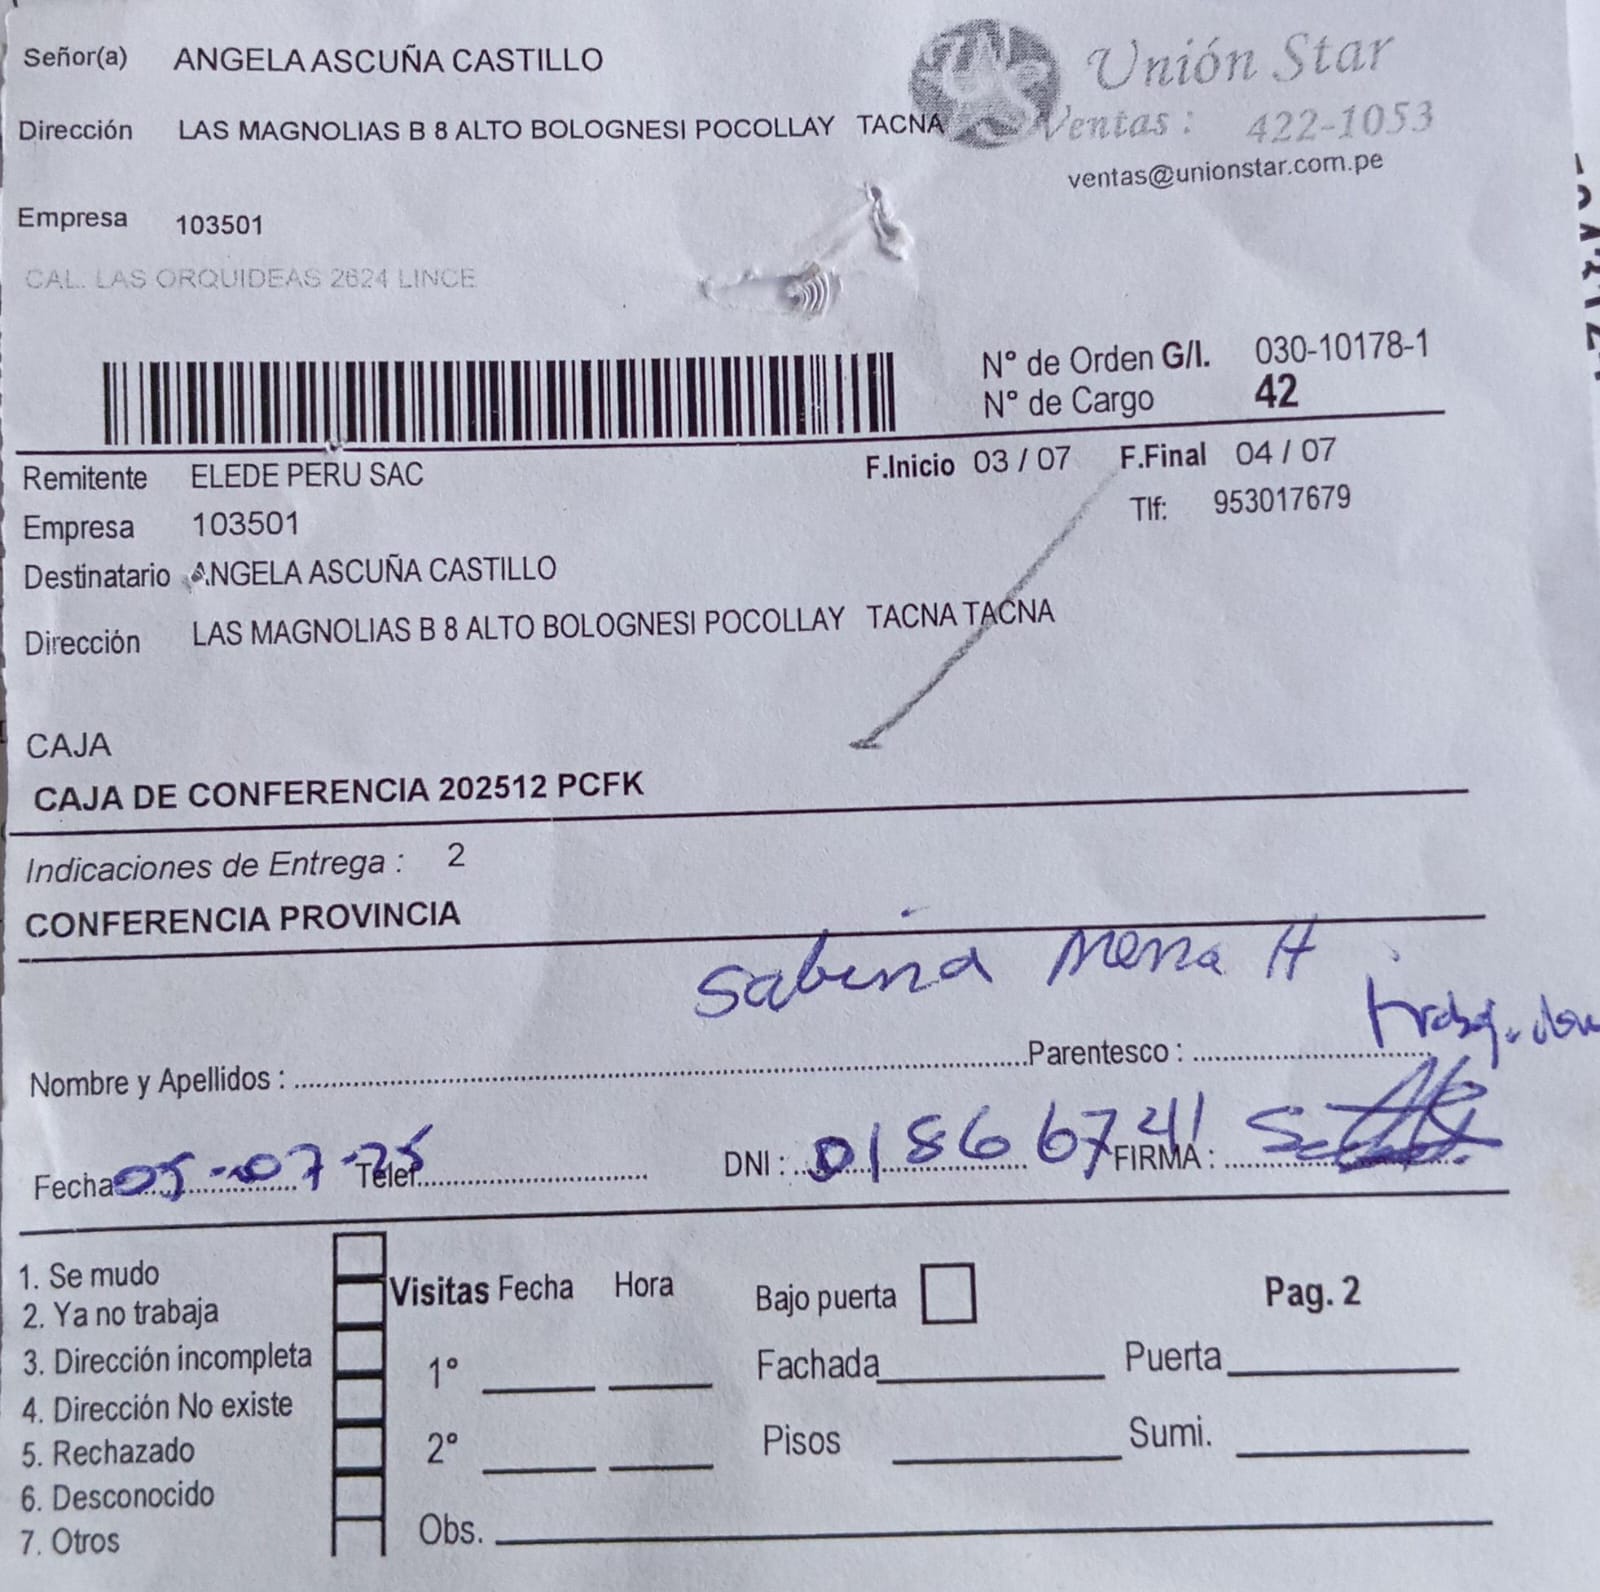 Señor(a) ANGELA ASCUÑA CASTILLO
Unión Star
Dirección LAS MAGNOLIAS B 8 ALTO BOLOGNESI POCOLLAY TACNA
Ventas : 422-1053
ventas@unionstar.com.pe
Empresa 103501
CAL. LAS ORQUIDEAS 2624 LINCE
N° de Orden G/I. 030-10178-1
N° de Cargo 42
Remitente ELEDE PERU SAC
F.Inicio 03 / 07 F.Final 04 / 07
Empresa 103501
Tlf: 953017679
Destinatario ANGELA ASCUÑA CASTILLO
Dirección LAS MAGNOLIAS B 8 ALTO BOLOGNESI POCOLLAY TACNA TACNA
CAJA
CAJA DE CONFERENCIA 202512 PCFK
Indicaciones de Entrega : 2
CONFERENCIA PROVINCIA
Sabina Mena H
Nombre y Apellidos : Parentesco :
Fecha 05-07-25 Telef. DNI : 01866741 FIRMA :
1. Se mudo
2. Ya no trabaja
3. Dirección incompleta
4. Dirección No existe
5. Rechazado
6. Desconocido
7. Otros
Visitas Fecha Hora
1°
2°
Obs.
Bajo puerta
Pag. 2
Fachada Puerta
Pisos Sumi.